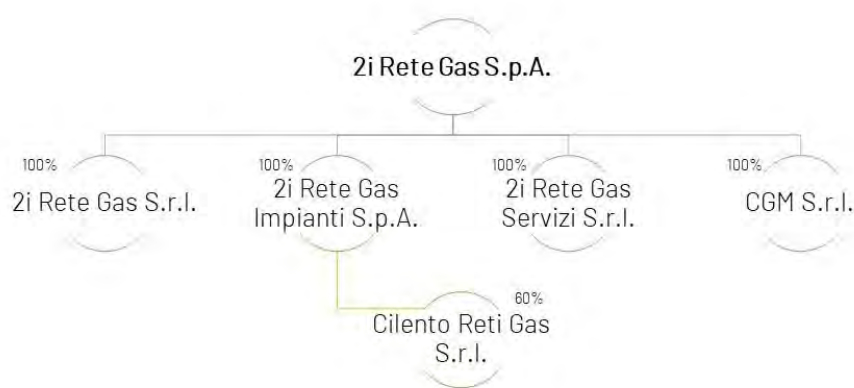 2i Rete Gas S.p.A.
100%
2i Rete Gas S.r.l.
100%
2i Rete Gas
Impianti S.p.A.
100%
2i Rete Gas
Servizi S.r.l.
100%
CGM S.r.l.
60%
Cilento Reti Gas
S.r.l.